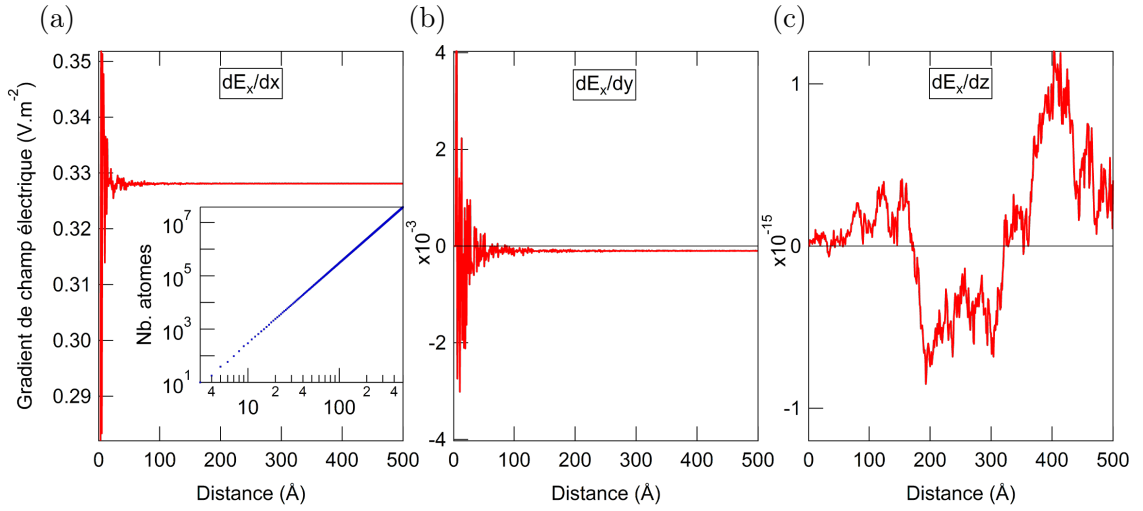 (a)
(b)
(c)
dEx/dx
dEx/dy
dEx/dz
Gradient de champ électrique (V.m-2)
0.35
0.34
0.33
0.32
0.31
0.30
0.29
0 100 200 300 400 500
Distance (Å)
Nb. atomes
10^7
10^5
10^3
10^1
4 2 4 2 4
10 100
x10^-3
4
2
0
-2
-4
0 100 200 300 400 500
Distance (Å)
x10^-15
1
0
-1
0 100 200 300 400 500
Distance (Å)